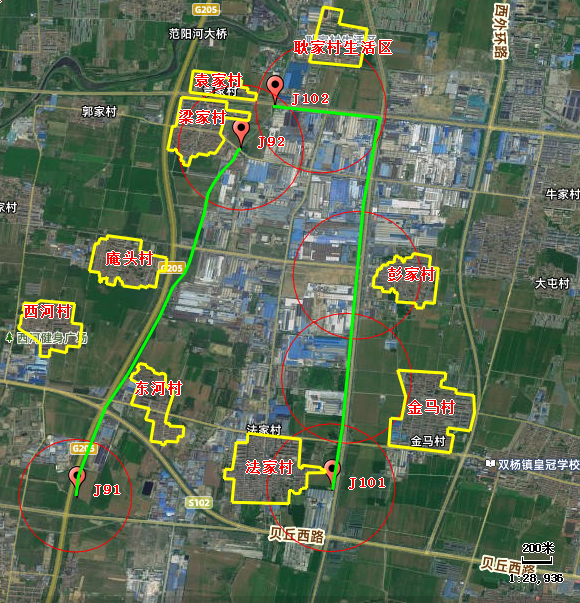 G205
范阳河大桥
西外环路
耿家村生活区
袁家村
J102
郭家村
梁家村
J92
牛家村
家村
庵头村
G205
彭家村
大屯村
西河村
西河健身广场
东河村
金马村
法家村
金马村
G205
法家村
双杨镇皇冠学校
J91
J101
S102
贝丘西路
200米
贝丘西路
1:28,936